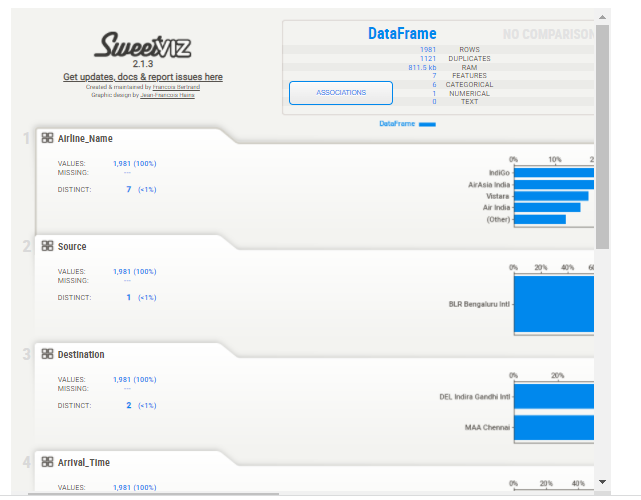 SweetVIZ
2.1.3
Get updates, docs & report issues here
Created & maintained by Francois Bertrand
Graphic design by Jean-Francois Hains
DataFrame
NO COMPARISON
1981 ROWS
1121 DUPLICATES
811.5 kb RAM
7 FEATURES
6 CATEGORICAL
1 NUMERICAL
0 TEXT
ASSOCIATIONS
DataFrame
1 Airline_Name
VALUES: 1,981 (100%)
MISSING: ---
DISTINCT: 7 (<1%)
0% 10% 2
IndiGo
AirAsia India
Vistara
Air India
(Other)
2 Source
VALUES: 1,981 (100%)
MISSING: ---
DISTINCT: 1 (<1%)
0% 20% 40% 6
BLR Bengaluru Intl
3 Destination
VALUES: 1,981 (100%)
MISSING: ---
DISTINCT: 2 (<1%)
0% 20%
DEL Indira Gandhi Intl
MAA Chennai
4 Arrival_Time
VALUES: 1,981 (100%)
0% 20% 40%